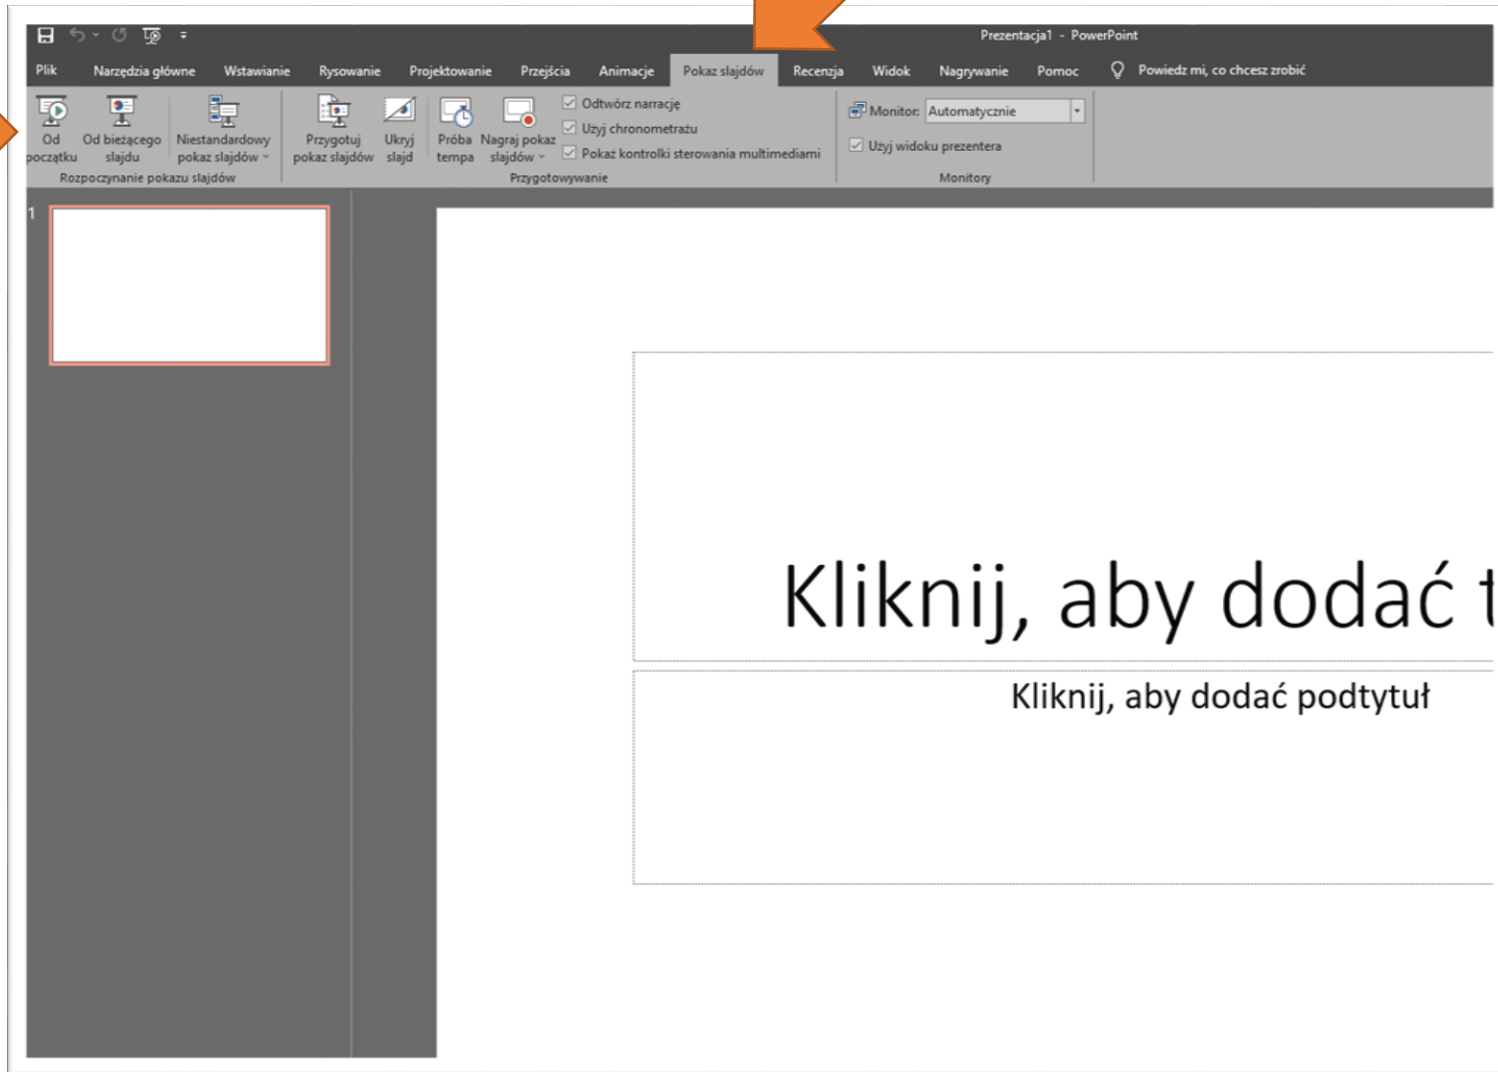 Prezentacja1 - PowerPoint
Plik Narzędzia główne Wstawianie Rysowanie Projektowanie Przejścia Animacje Pokaz slajdów Recenzja Widok Nagrywanie Pomoc Powiedz mi, co chcesz zrobić
Od początku
Od bieżącego slajdu
Niestandardowy pokaz slajdów
Rozpoczynanie pokazu slajdów
Przygotuj pokaz slajdów
Ukryj slajd
Próba tempa
Nagraj pokaz slajdów
Odtwórz narrację
Użyj chronometrażu
Pokaż kontrolki sterowania multimediami
Przygotowywanie
Monitor: Automatycznie
Użyj widoku prezentera
Monitory
1
Kliknij, aby dodać t
Kliknij, aby dodać podtytuł